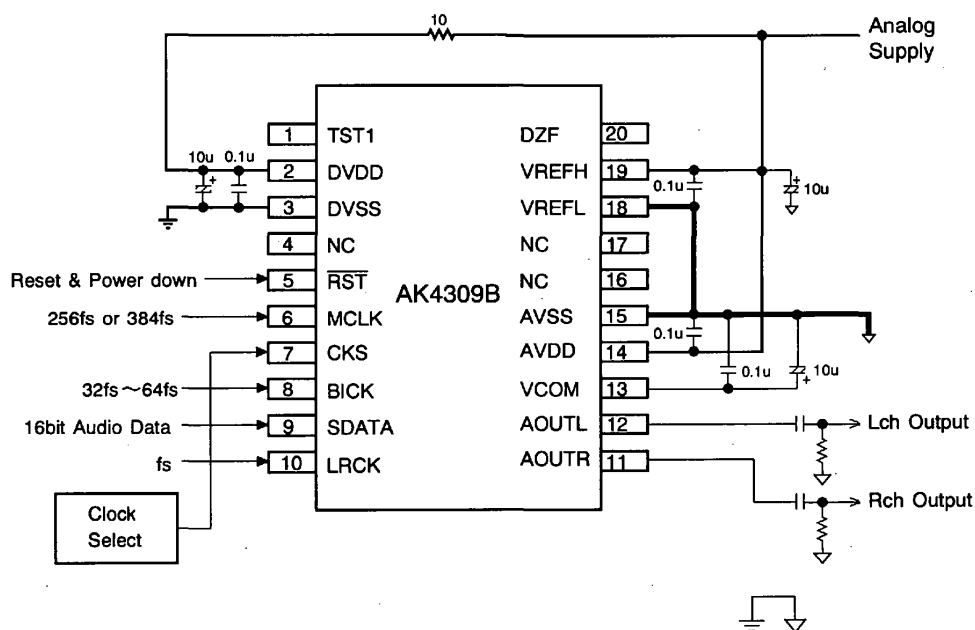 10
Analog
Supply
1 TST1
DZF 20
10u + 0.1u
2 DVDD
VREFH 19
0.1u
+ 10u
3 DVSS
VREFL 18
4 NC
NC 17
Reset & Power down
5 RST
NC 16
AK4309B
256fs or 384fs
6 MCLK
AVSS 15
0.1u
7 CKS
AVDD 14
0.1u
+ 10u
32fs～64fs
8 BICK
VCOM 13
16bit Audio Data
9 SDATA
AOUTL 12
Lch Output
fs
10 LRCK
AOUTR 11
Rch Output
Clock
Select